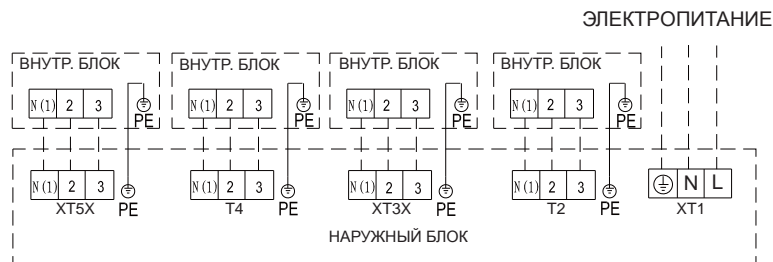 ЭЛЕКТРОПИТАНИЕ
ВНУТР. БЛОК ВНУТР. БЛОК ВНУТР. БЛОК ВНУТР. БЛОК
N(1) 2 3 N(1) 2 3 N(1) 2 3 N(1) 2 3
PE PE PE PE
N(1) 2 3 N(1) 2 3 N(1) 2 3 N(1) 2 3 N L
XT5X PE T4 PE XT3X PE T2 PE XT1
НАРУЖНЫЙ БЛОК